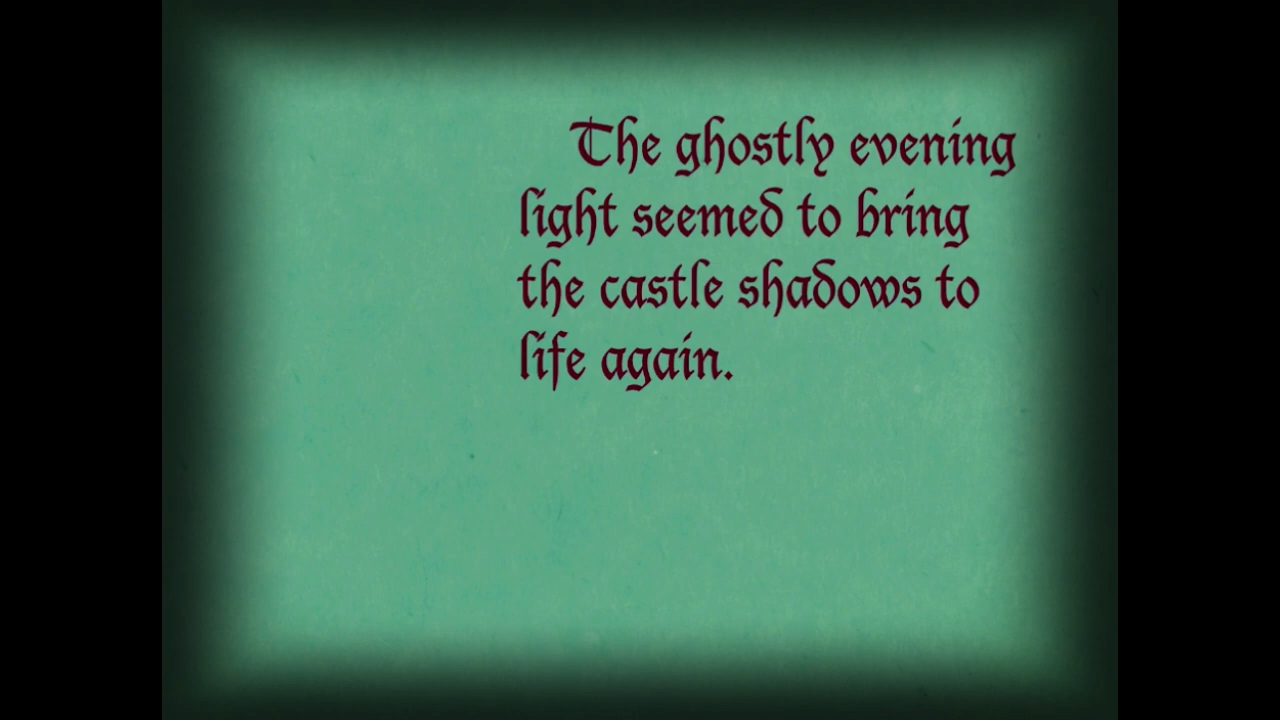 The ghostly evening
light seemed to bring
the castle shadows to
life again.